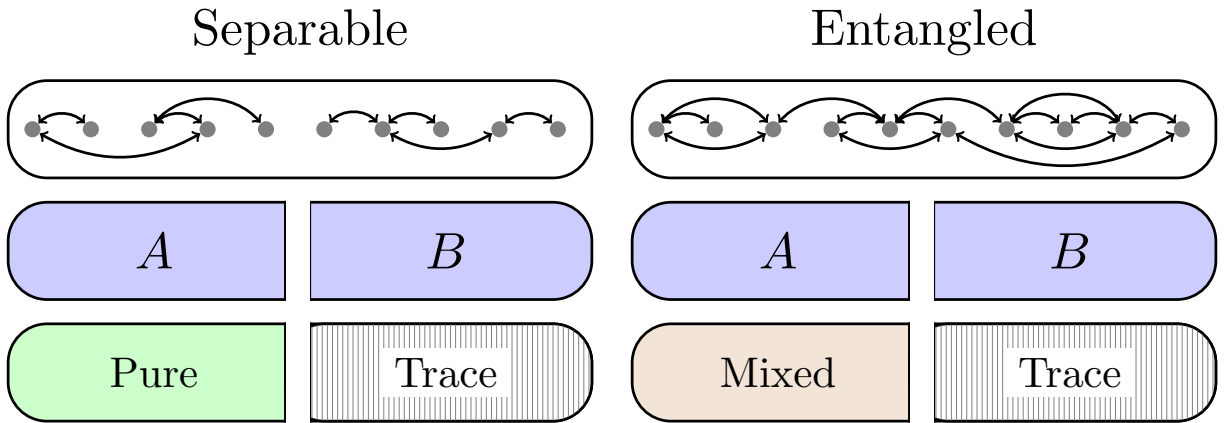 Separable
Entangled
A
B
A
B
Pure
Trace
Mixed
Trace